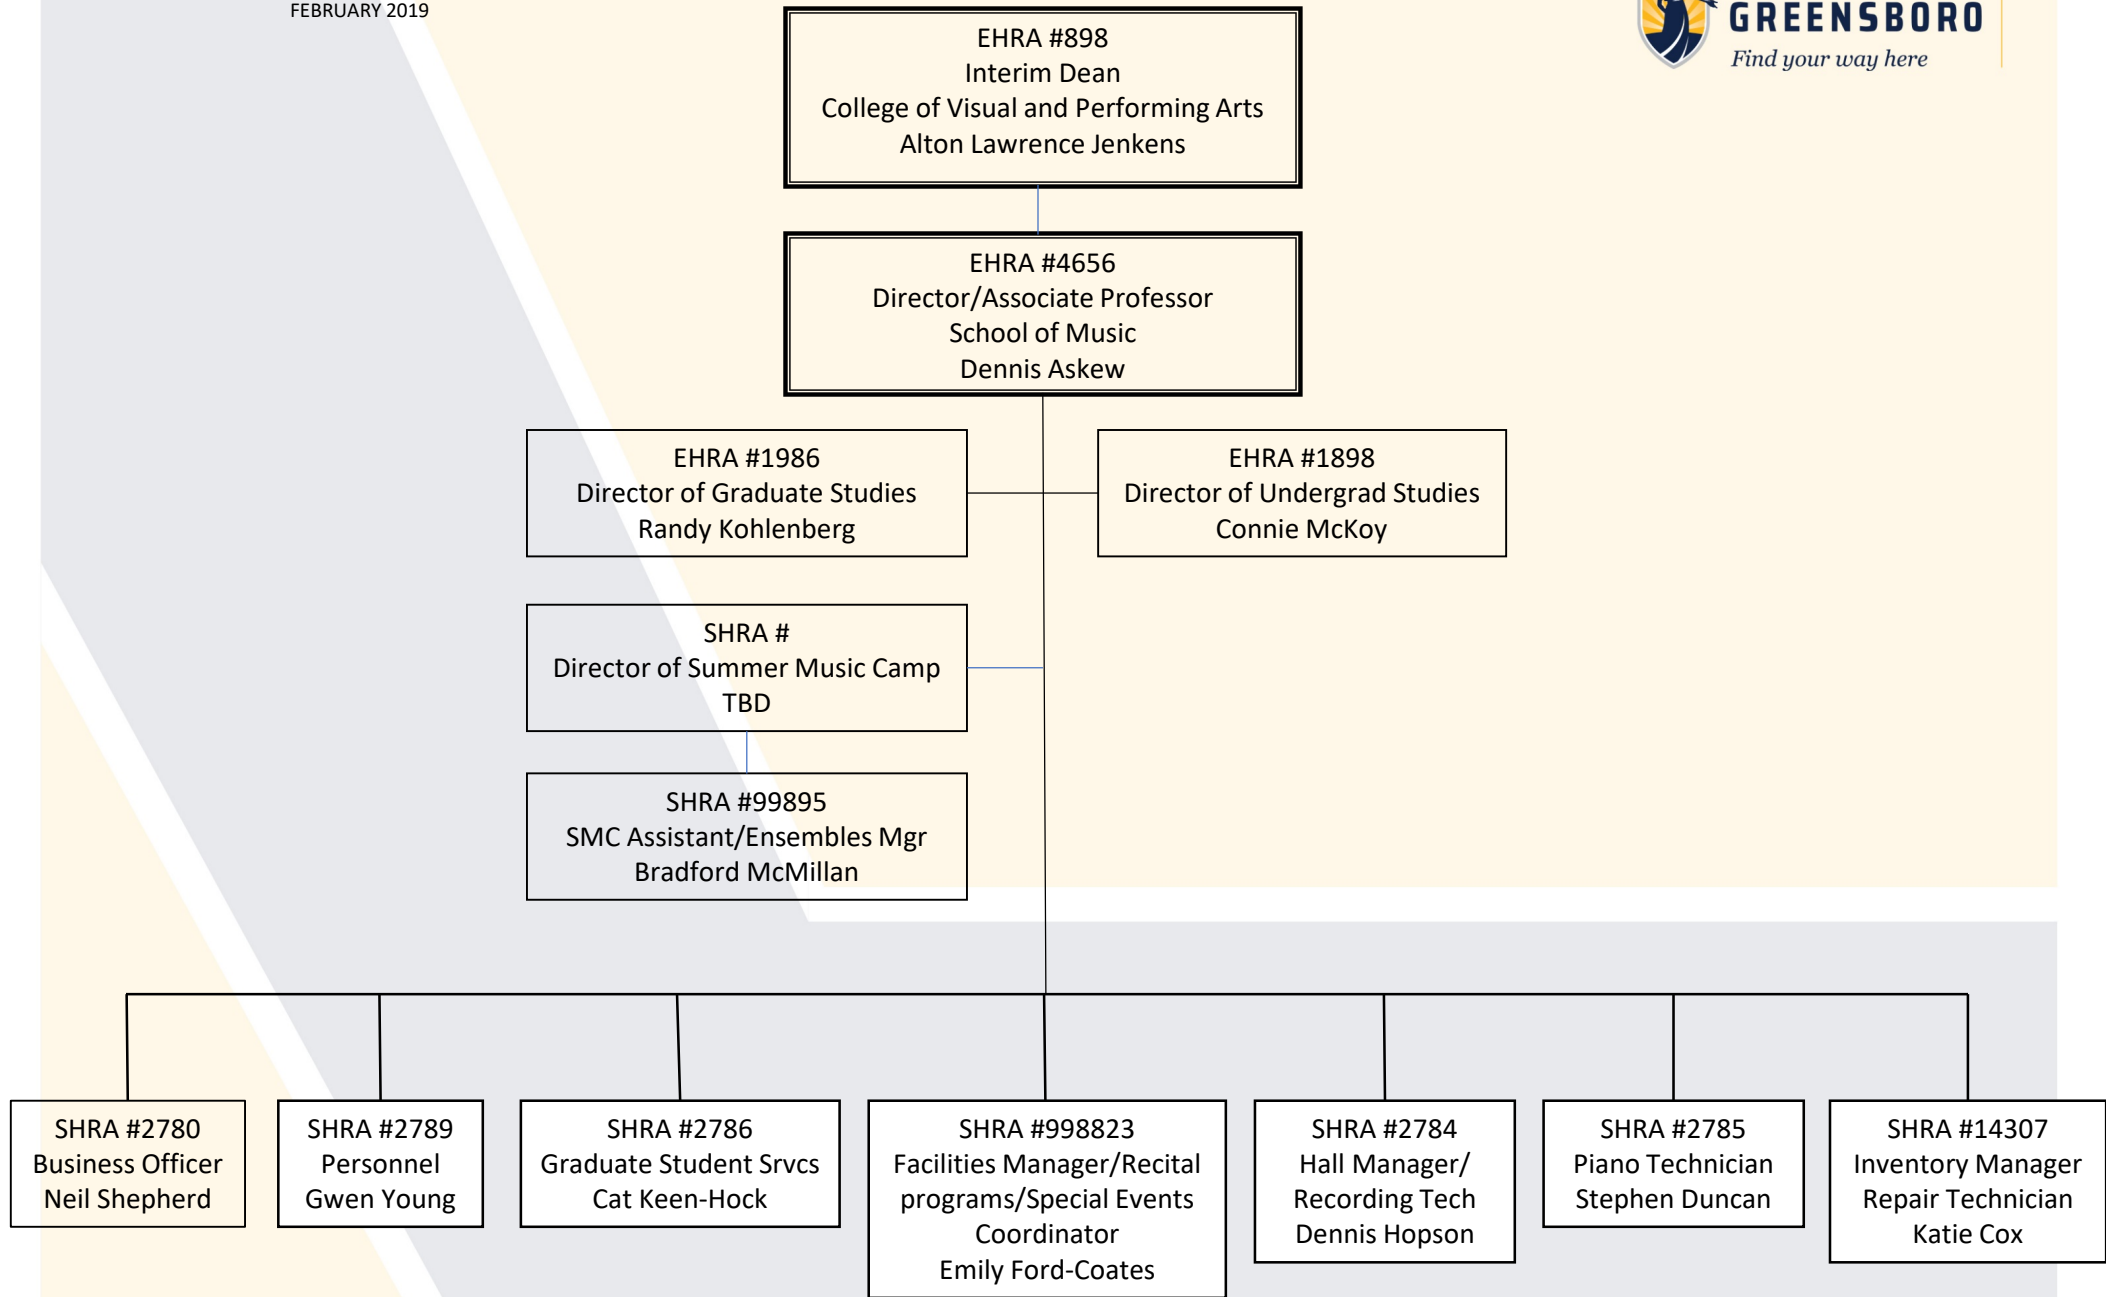 FEBRUARY 2019
GREENSBORO
Find your way here
EHRA #898
Interim Dean
College of Visual and Performing Arts
Alton Lawrence Jenkens
EHRA #4656
Director/Associate Professor
School of Music
Dennis Askew
EHRA #1986
Director of Graduate Studies
Randy Kohlenberg
EHRA #1898
Director of Undergrad Studies
Connie McKoy
SHRA #
Director of Summer Music Camp
TBD
SHRA #99895
SMC Assistant/Ensembles Mgr
Bradford McMillan
SHRA #2780
Business Officer
Neil Shepherd
SHRA #2789
Personnel
Gwen Young
SHRA #2786
Graduate Student Srvcs
Cat Keen-Hock
SHRA #998823
Facilities Manager/Recital
programs/Special Events
Coordinator
Emily Ford-Coates
SHRA #2784
Hall Manager/
Recording Tech
Dennis Hopson
SHRA #2785
Piano Technician
Stephen Duncan
SHRA #14307
Inventory Manager
Repair Technician
Katie Cox